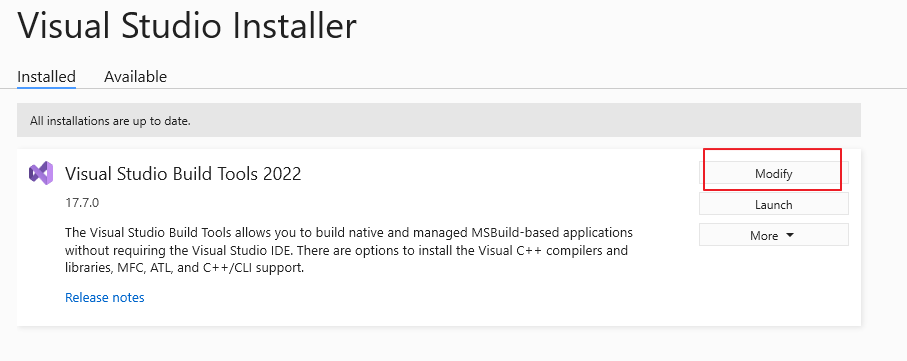 Visual Studio Installer
Installed Available
All installations are up to date.
Visual Studio Build Tools 2022
Modify
17.7.0
Launch
The Visual Studio Build Tools allows you to build native and managed MSBuild-based applications
without requiring the Visual Studio IDE. There are options to install the Visual C++ compilers and
libraries, MFC, ATL, and C++/CLI support.
More
Release notes